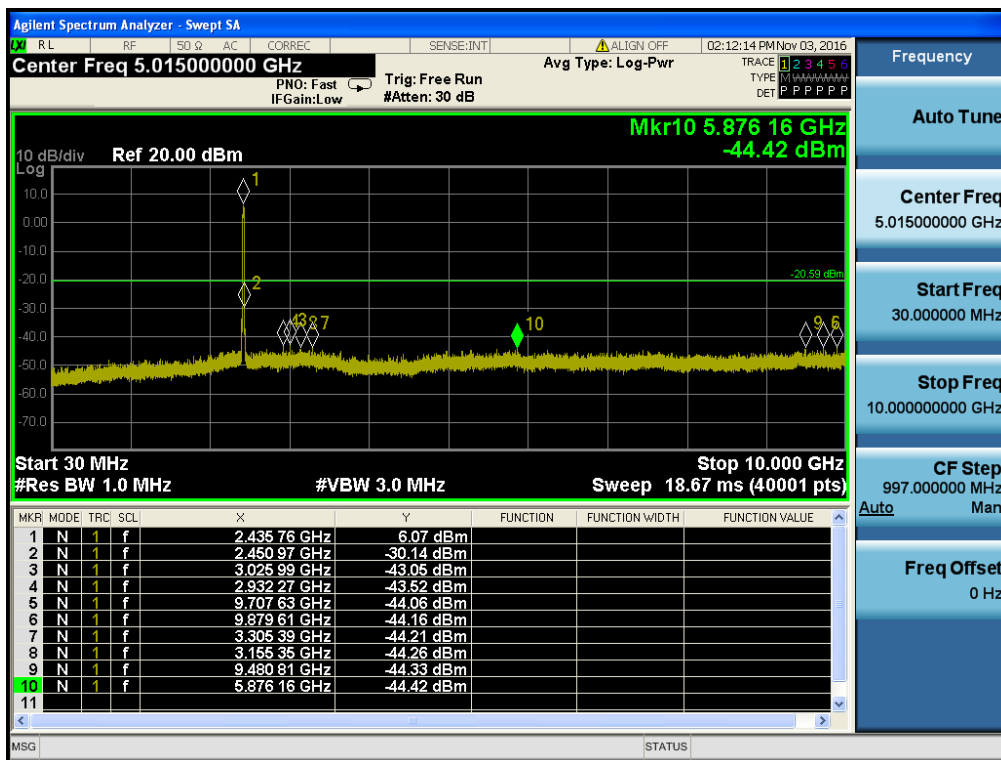 Agilent Spectrum Analyzer - Swept SA
LXI RL RF 50 Ω AC CORREC SENSE:INT ALIGN OFF 02:12:14 PM Nov 03, 2016
Center Freq 5.015000000 GHz
PNO: Fast
IFGain:Low
Trig: Free Run
#Atten: 30 dB
Avg Type: Log-Pwr
TRACE 1 2 3 4 5 6
TYPE M
DET P P P P P P
Mkr10 5.876 16 GHz
-44.42 dBm
10 dB/div Ref 20.00 dBm
Log
10.0
0.00
-10.0
-20.0
-30.0
-40.0
-50.0
-60.0
-70.0
1
2
7
10
9
6
-20.59 dBm
Start 30 MHz Stop 10.000 GHz
#Res BW 1.0 MHz #VBW 3.0 MHz Sweep 18.67 ms (40001 pts)
MKR MODE TRC SCL X Y FUNCTION FUNCTION WIDTH FUNCTION VALUE
1 N 1 f 2.435 76 GHz 6.07 dBm
2 N 1 f 2.450 97 GHz -30.14 dBm
3 N 1 f 3.025 99 GHz -43.05 dBm
4 N 1 f 2.932 27 GHz -43.52 dBm
5 N 1 f 9.707 63 GHz -44.06 dBm
6 N 1 f 9.879 61 GHz -44.16 dBm
7 N 1 f 3.305 39 GHz -44.21 dBm
8 N 1 f 3.155 35 GHz -44.26 dBm
9 N 1 f 9.480 81 GHz -44.33 dBm
10 N 1 f 5.876 16 GHz -44.42 dBm
11
MSG STATUS
Frequency
Auto Tune
Center Freq
5.015000000 GHz
Start Freq
30.000000 MHz
Stop Freq
10.000000000 GHz
CF Step
997.000000 MHz
Auto Man
Freq Offset
0 Hz